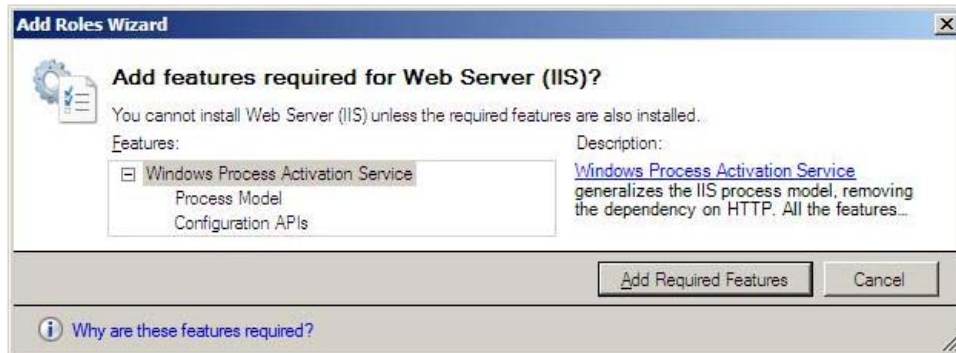 Add Roles Wizard
Add features required for Web Server (IIS)?
You cannot install Web Server (IIS) unless the required features are also installed.
Features:
Windows Process Activation Service
Process Model
Configuration APIs
Description:
Windows Process Activation Service
generalizes the IIS process model, removing
the dependency on HTTP. All the features...
Add Required Features
Cancel
Why are these features required?